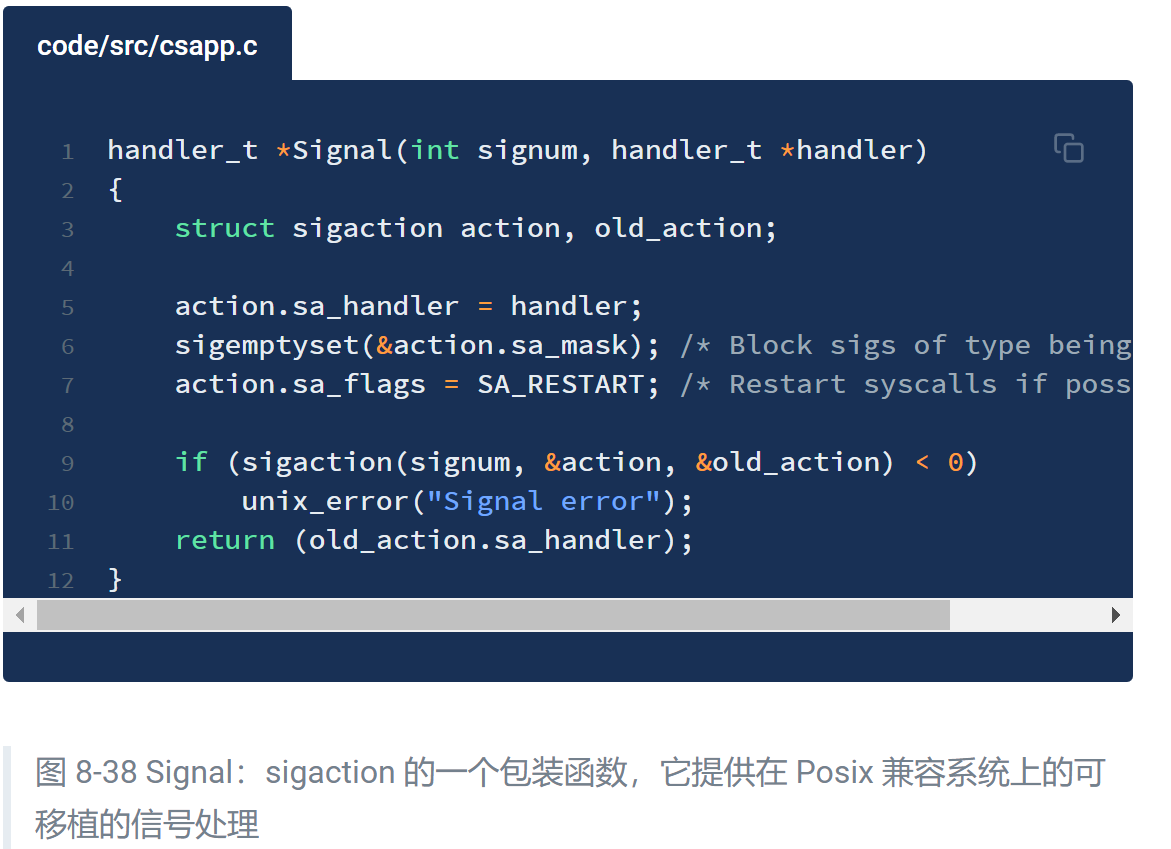 code/src/csapp.c
1 handler_t *Signal(int signum, handler_t *handler)
2 {
3     struct sigaction action, old_action;
4
5     action.sa_handler = handler;
6     sigemptyset(&action.sa_mask); /* Block sigs of type being
7     action.sa_flags = SA_RESTART; /* Restart syscalls if poss
8
9     if (sigaction(signum, &action, &old_action) < 0)
10         unix_error("Signal error");
11     return (old_action.sa_handler);
12 }
图 8-38 Signal：sigaction 的一个包装函数，它提供在 Posix 兼容系统上的可
移植的信号处理